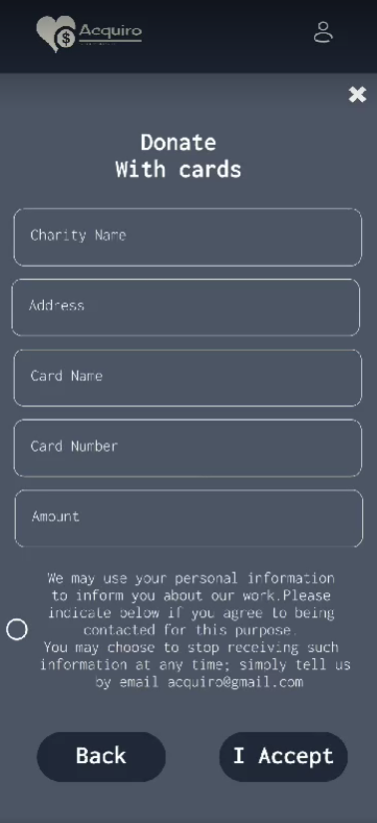 Acquiro
Donate
With cards
Charity Name
Address
Card Name
Card Number
Amount
We may use your personal information
to inform you about our work.Please
indicate below if you agree to being
contacted for this purpose.
You may choose to stop receiving such
information at any time; simply tell us
by email acquiro@gmail.com
Back
I Accept